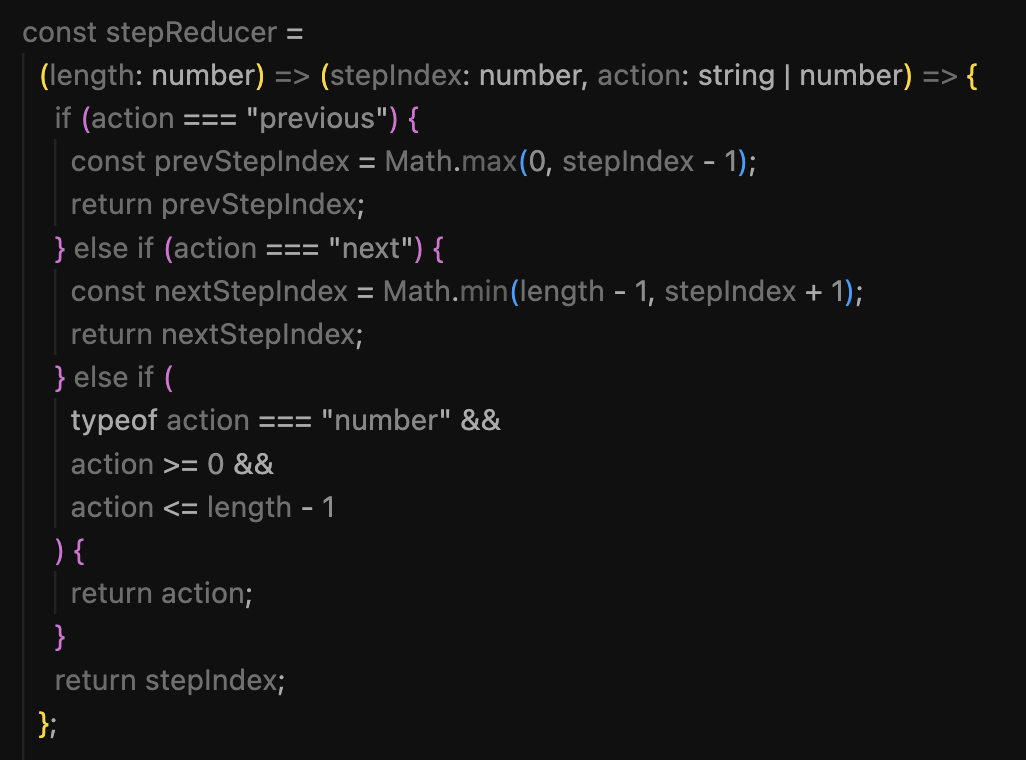 const stepReducer =
(length: number) => (stepIndex: number, action: string | number) => {
if (action === "previous") {
const prevStepIndex = Math.max(0, stepIndex - 1);
return prevStepIndex;
} else if (action === "next") {
const nextStepIndex = Math.min(length - 1, stepIndex + 1);
return nextStepIndex;
} else if (
typeof action === "number" &&
action >= 0 &&
action <= length - 1
) {
return action;
}
return stepIndex;
};